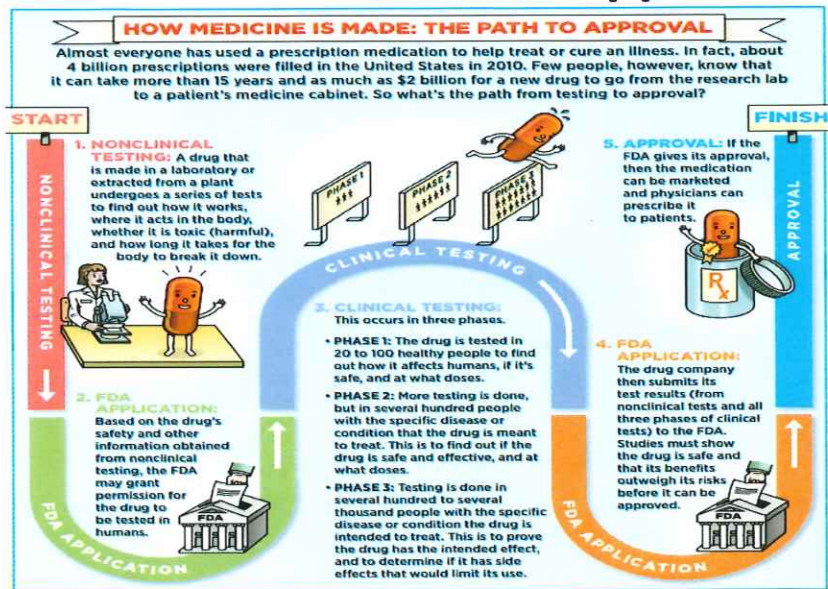 HOW MEDICINE IS MADE: THE PATH TO APPROVAL
Almost everyone has used a prescription medication to help treat or cure an illness. In fact, about
4 billion prescriptions were filled in the United States in 2010. Few people, however, know that
it can take more than 15 years and as much as $2 billion for a new drug to go from the research lab
to a patient's medicine cabinet. So what's the path from testing to approval?
START
1. NONCLINICAL
TESTING: A drug that
is made in a laboratory or
extracted from a plant
undergoes a series of tests
to find out how it works,
where it acts in the body,
whether it is toxic (harmful),
and how long it takes for the
body to break it down.
NONCLINICAL TESTING
2. FDA
APPLICATION:
Based on the drug's
safety and other
information obtained
from nonclinical
testing, the FDA
may grant
permission for
the drug to
be tested in
humans.
FDA
FDA APPLICATION
PHASE 1
PHASE 2
PHASE 3
CLINICAL TESTING
3. CLINICAL TESTING:
This occurs in three phases.
• PHASE 1: The drug is tested in
20 to 100 healthy people to find
out how it affects humans, if it's
safe, and at what doses.
• PHASE 2: More testing is done,
but in several hundred people
with the specific disease or
condition that the drug is meant
to treat. This is to find out if the
drug is safe and effective, and at
what doses.
• PHASE 3: Testing is done in
several hundred to several
thousand people with the specific
disease or condition the drug is
intended to treat. This is to prove
the drug has the intended effect,
and to determine if it has side
effects that would limit its use.
4. FDA
APPLICATION:
The drug company
then submits its
test results (from
nonclinical tests and all
three phases of clinical
tests) to the FDA.
Studies must show
the drug is safe and
that its benefits
outweigh its risks
before it can be
approved.
FDA
FDA APPLICATION
FINISH
5. APPROVAL: If the
FDA gives its approval,
then the medication
can be marketed
and physicians can
prescribe it
to patients.
Rx
APPROVAL